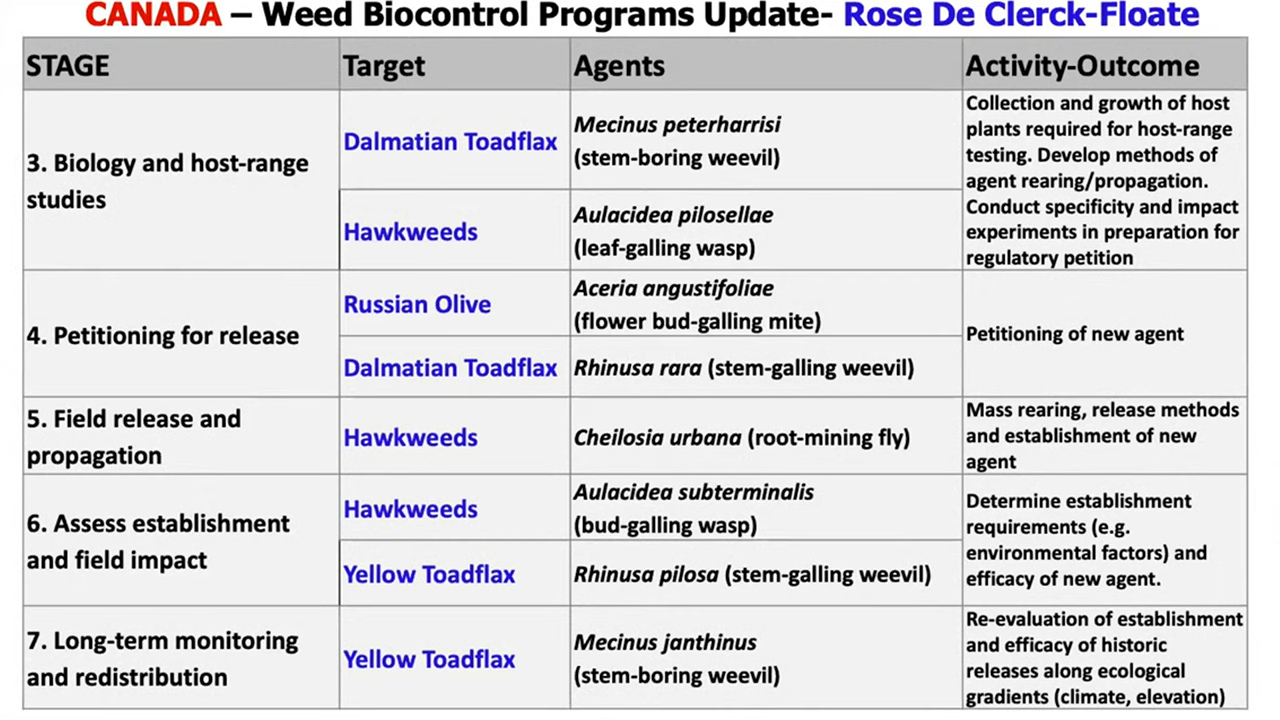 CANADA – Weed Biocontrol Programs Update- Rose De Clerck-Floate
STAGE
Target
Agents
Activity-Outcome
3. Biology and host-range
studies
Dalmatian Toadflax
Mecinus peterharrisi
(stem-boring weevil)
Hawkweeds
Aulacidea pilosellae
(leaf-galling wasp)
Collection and growth of host
plants required for host-range
testing. Develop methods of
agent rearing/propagation.
Conduct specificity and impact
experiments in preparation for
regulatory petition
4. Petitioning for release
Russian Olive
Aceria angustifoliae
(flower bud-galling mite)
Dalmatian Toadflax
Rhinusa rara (stem-galling weevil)
Petitioning of new agent
5. Field release and
propagation
Hawkweeds
Cheilosia urbana (root-mining fly)
Mass rearing, release methods
and establishment of new
agent
6. Assess establishment
and field impact
Hawkweeds
Aulacidea subterminalis
(bud-galling wasp)
Yellow Toadflax
Rhinusa pilosa (stem-galling weevil)
Determine establishment
requirements (e.g.
environmental factors) and
efficacy of new agent.
7. Long-term monitoring
and redistribution
Yellow Toadflax
Mecinus janthinus
(stem-boring weevil)
Re-evaluation of establishment
and efficacy of historic
releases along ecological
gradients (climate, elevation)